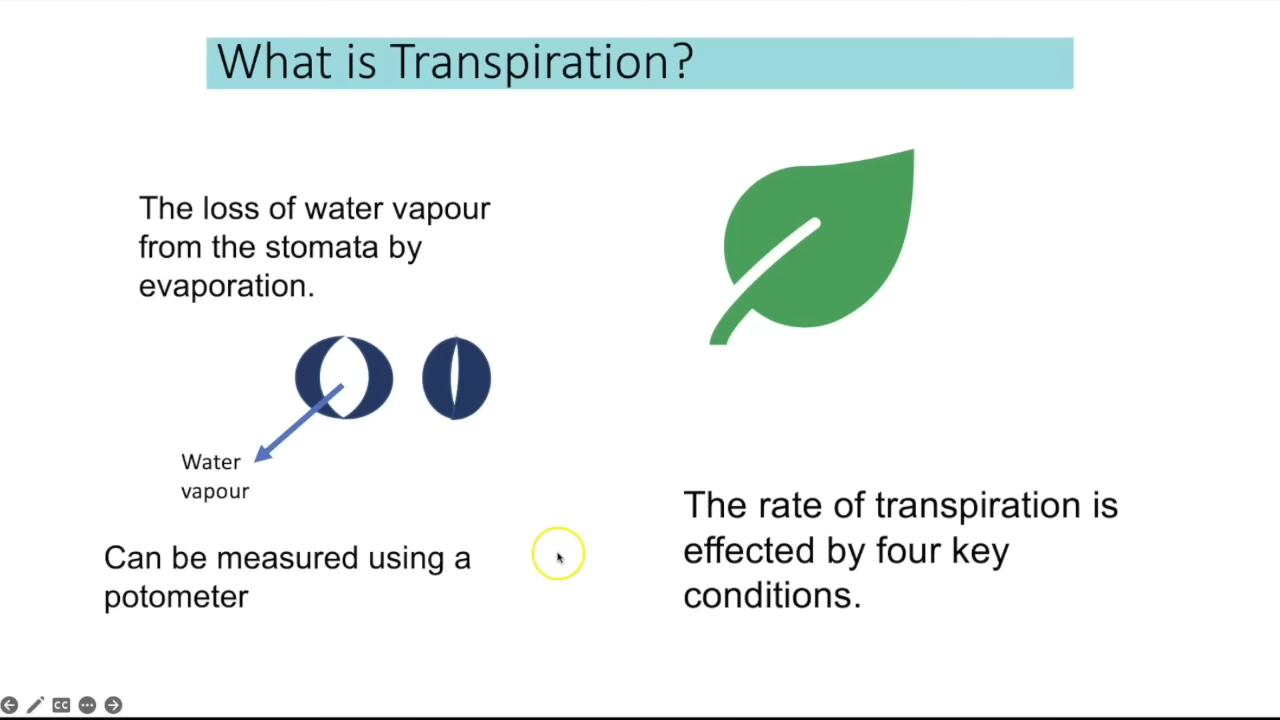 What is Transpiration?
The loss of water vapour
from the stomata by
evaporation.
Water
vapour
Can be measured using a
potometer
The rate of transpiration is
effected by four key
conditions.
CC